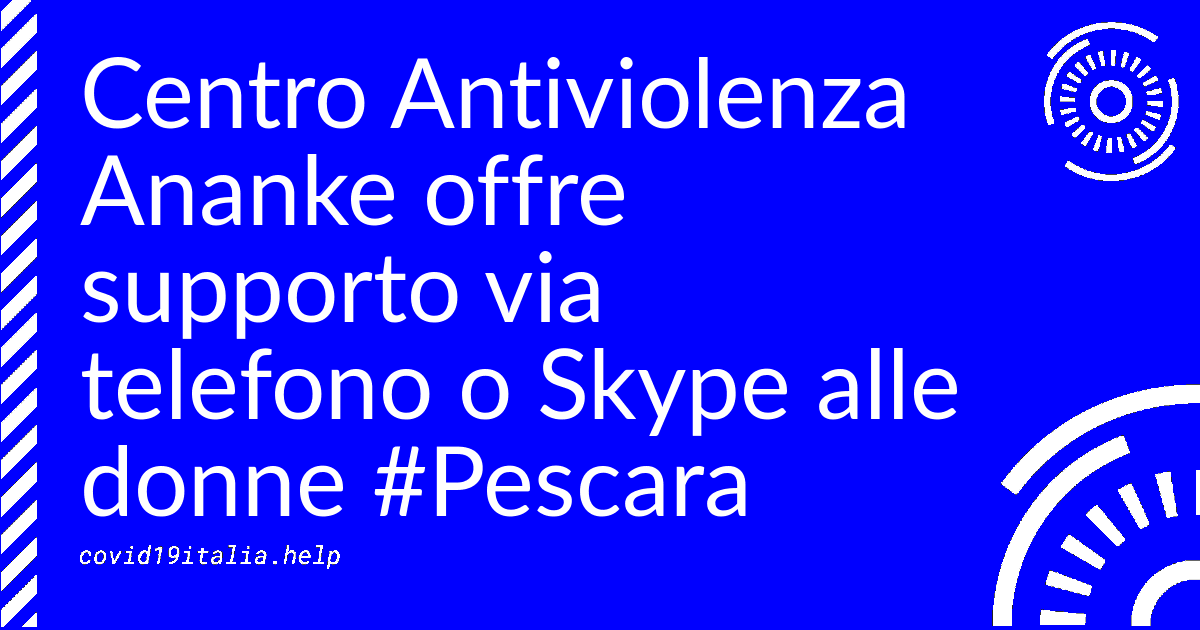 Centro Antiviolenza
Ananke offre
supporto via
telefono o Skype alle
donne #Pescara
covid19italia.help